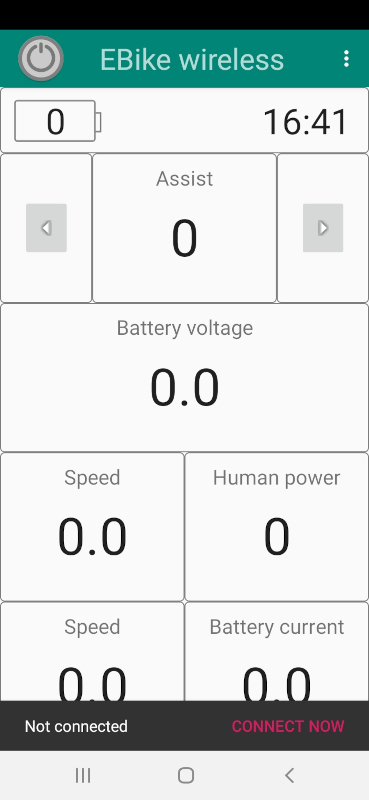 EBike wireless
0
16:41
Assist
0
Battery voltage
0.0
Speed
Human power
0.0
0
Speed
Battery current
0.0
0.0
Not connected
CONNECT NOW